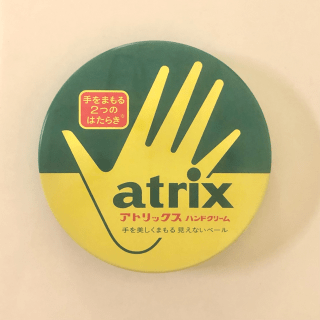 手をまもる
2つの
はたらき
atrix
アトリックス ハンドクリーム
手を美しくまもる 見えないベール